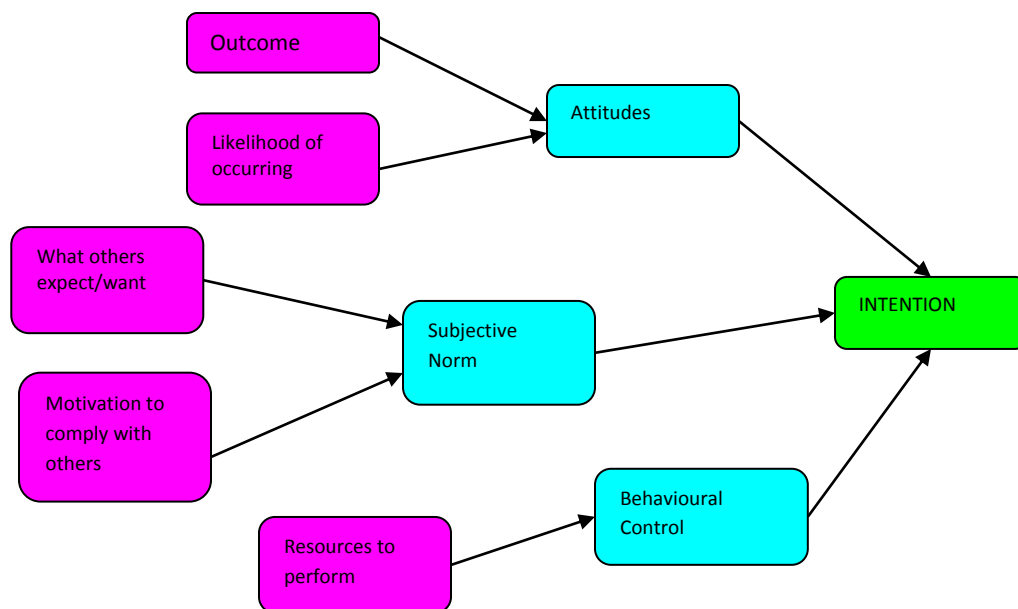 Outcome
Attitudes
Likelihood of
occurring
What others
expect/want
INTENTION
Subjective
Norm
Motivation to
comply with
others
Behavioural
Control
Resources to
perform